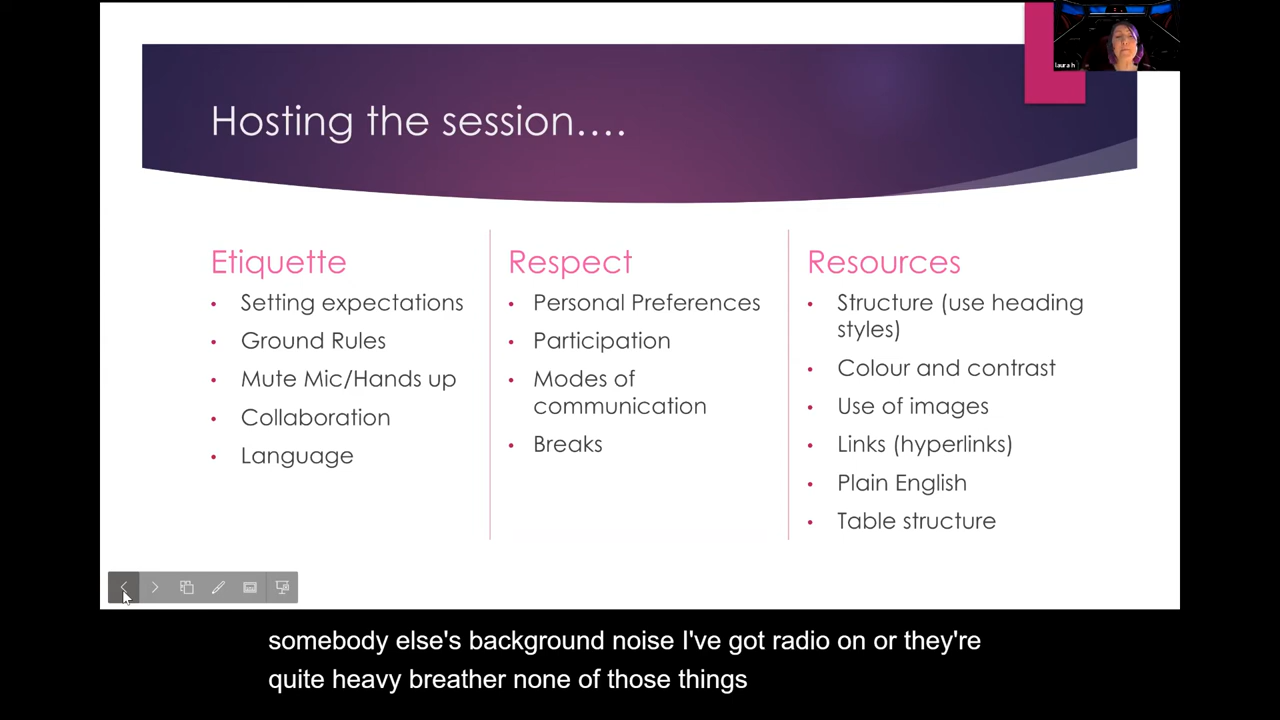 laura h
Hosting the session....
Etiquette
• Setting expectations
• Ground Rules
• Mute Mic/Hands up
• Collaboration
• Language
Respect
• Personal Preferences
• Participation
• Modes of
communication
• Breaks
Resources
• Structure (use heading
styles)
• Colour and contrast
• Use of images
• Links (hyperlinks)
• Plain English
• Table structure
somebody else's background noise I've got radio on or they're
quite heavy breather none of those things